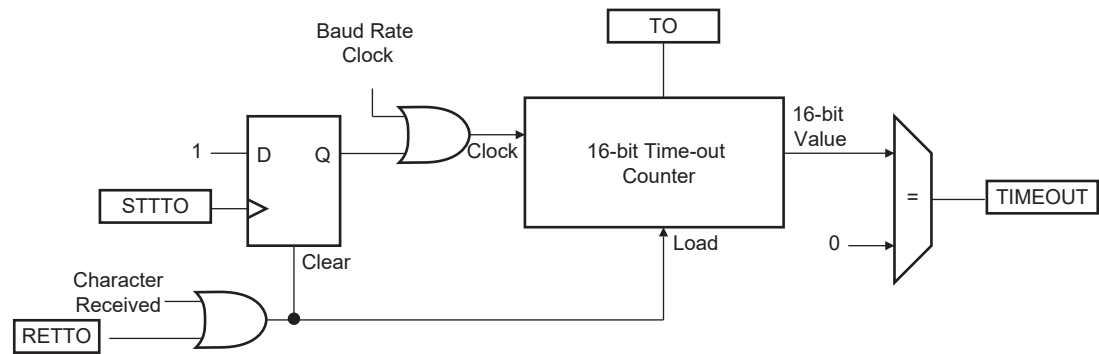 TO
Baud Rate
Clock
16-bit
Value
1
D
Q
Clock
16-bit Time-out
Counter
STTTO
=
TIMEOUT
Clear
Load
0
Character
Received
RETTO